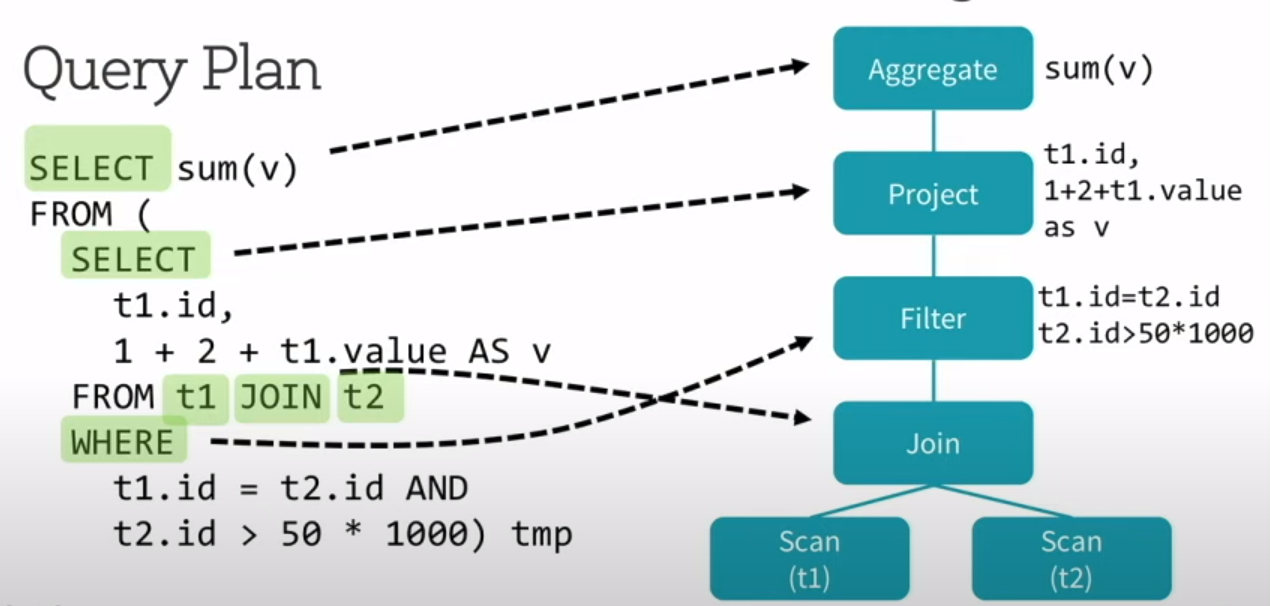 Query Plan
SELECT sum(v)
FROM (
SELECT
t1.id,
1 + 2 + t1.value AS v
FROM t1 JOIN t2
WHERE
t1.id = t2.id AND
t2.id > 50 * 1000) tmp
Aggregate
sum(v)
Project
t1.id,
1+2+t1.value
as v
Filter
t1.id=t2.id
t2.id>50*1000
Join
Scan
(t1)
Scan
(t2)